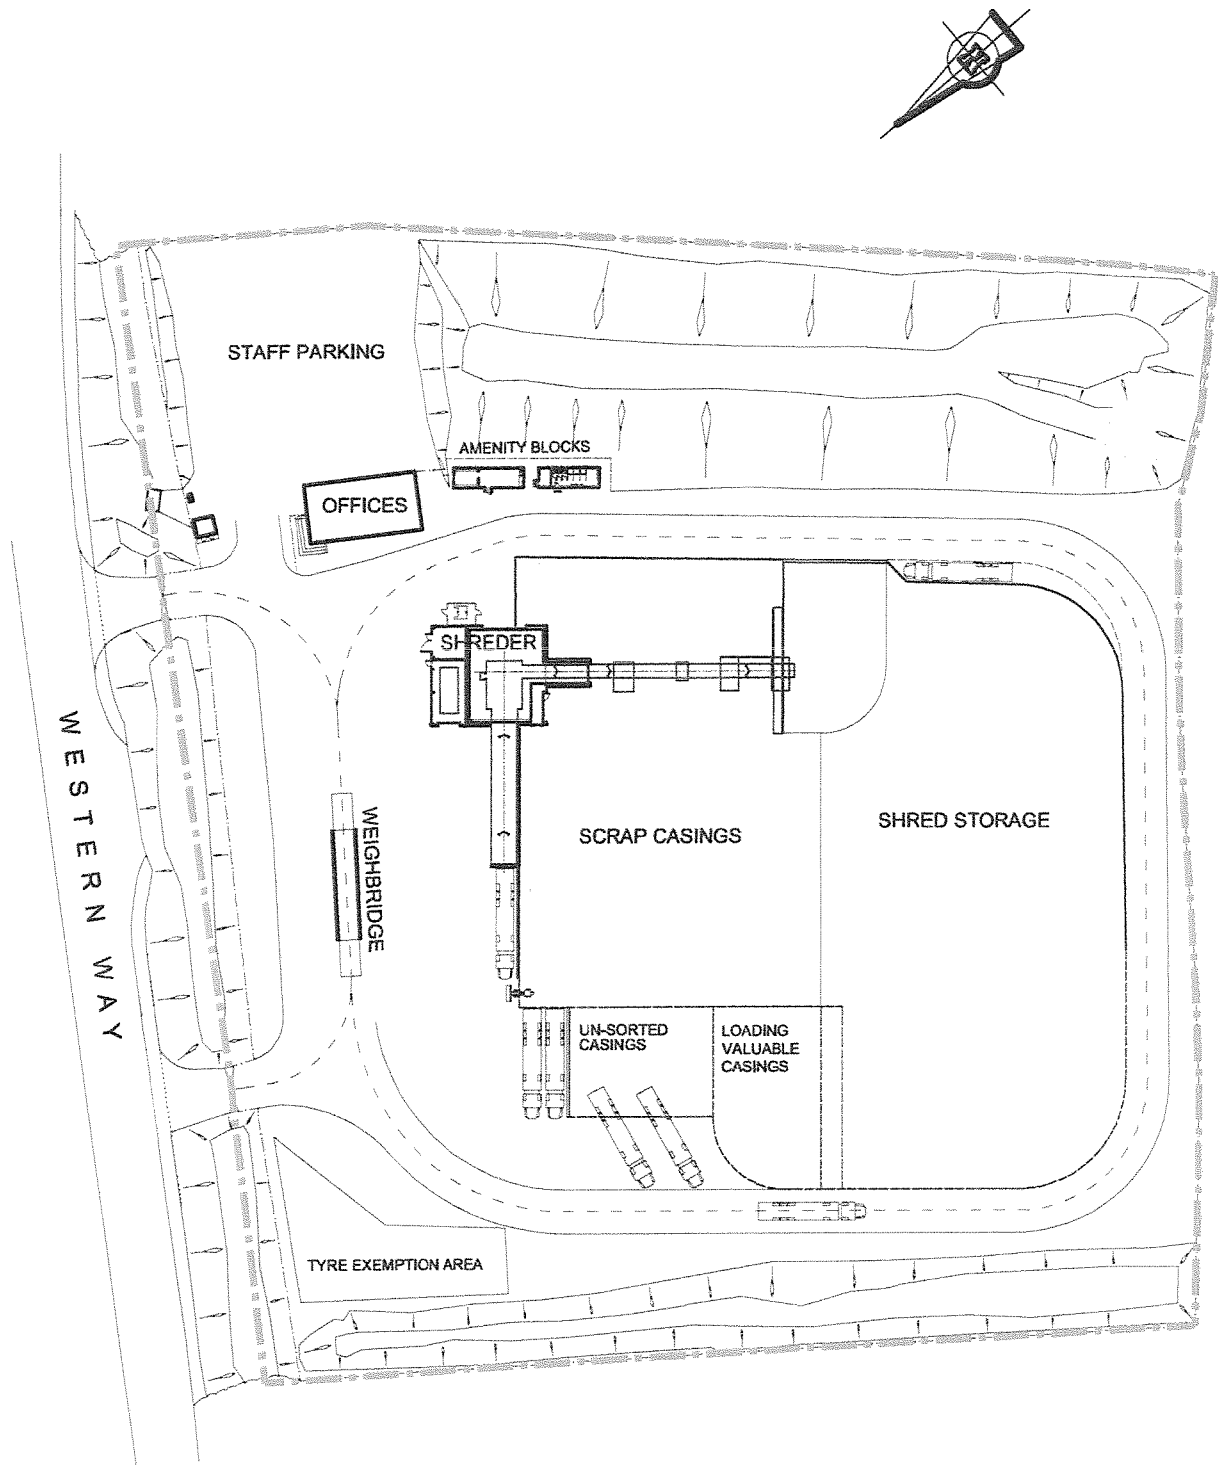 N
STAFF PARKING
AMENITY BLOCKS
OFFICES
SHREDER
WESTERN WAY
WEIGHBRIDGE
SCRAP CASINGS
SHRED STORAGE
UN-SORTED
CASINGS
LOADING
VALUABLE
CASINGS
TYRE EXEMPTION AREA